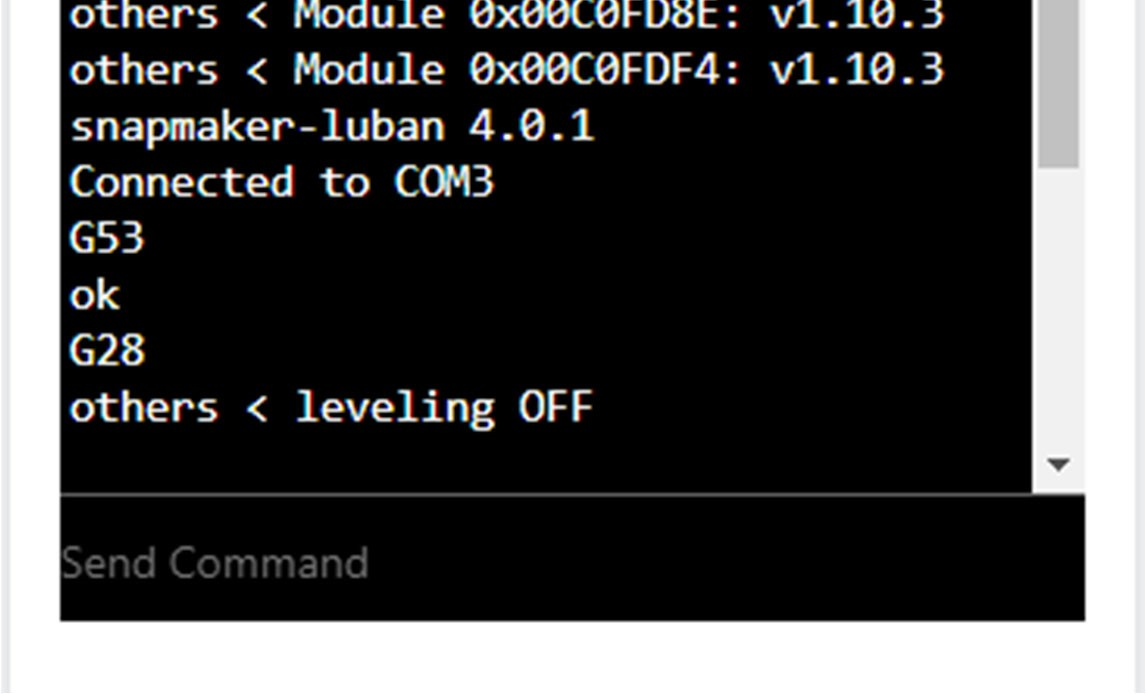 others < Module 0x00C0FD8E: v1.10.3
others < Module 0x00C0FDF4: v1.10.3
snapmaker-luban 4.0.1
Connected to COM3
G53
ok
G28
others < leveling OFF
Send Command